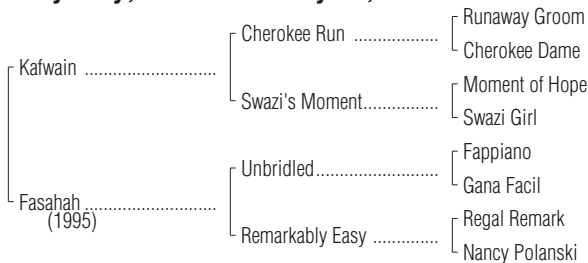 Runaway Groom
Cherokee Run ..................
Cherokee Dame
Kafwain ............................
Moment of Hope
Swazi's Moment................
Swazi Girl
Fappiano
Unbridled..........................
Gana Facil
Fasahah ............................
(1995)
Regal Remark
Remarkably Easy ..............
Nancy Polanski